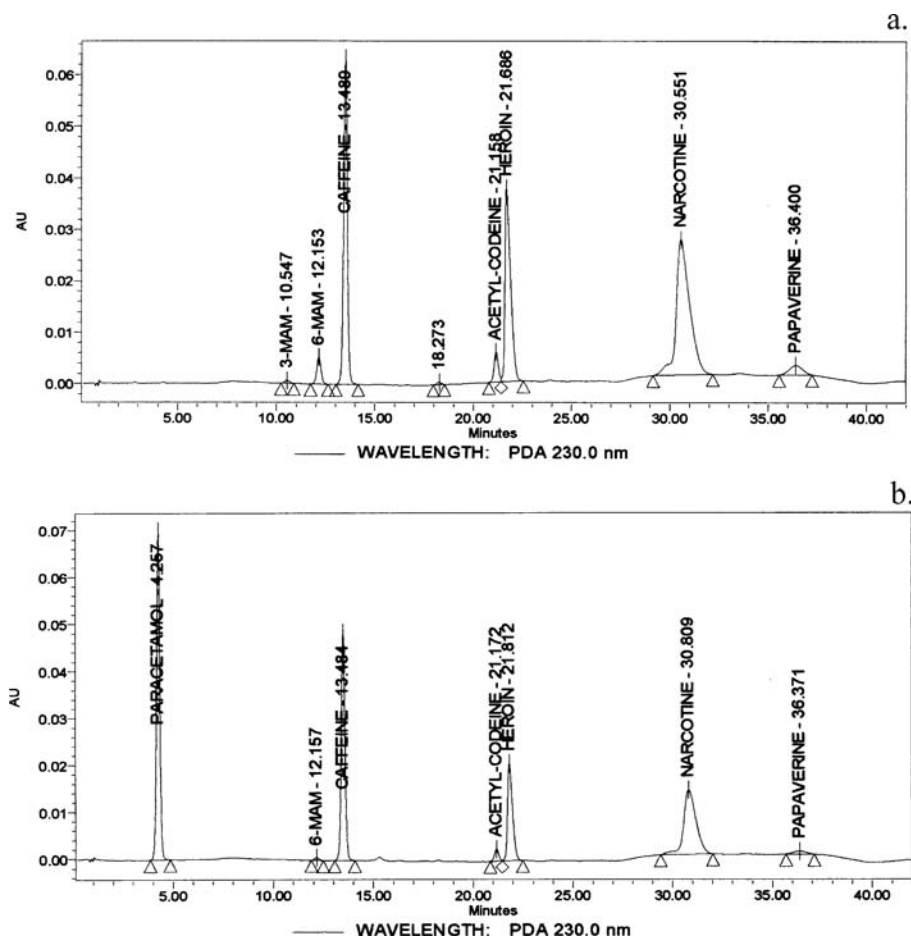 a.
0.06
0.05
0.04
0.03
0.02
0.01
0.00
AU
3-MAM - 10.547
6-MAM - 12.153
CAFFEINE - 13.480
18.273
ACETYL-CODEINE - 21.158
HEROIN - 21.686
NARCOTINE - 30.551
PAPAVERINE - 36.400
5.00 10.00 15.00 20.00 25.00 30.00 35.00 40.00
Minutes
WAVELENGTH: PDA 230.0 nm
b.
0.07
0.06
0.05
0.04
0.03
0.02
0.01
0.00
AU
PARACETAMOL - 4.257
6-MAM - 12.157
CAFFEINE - 13.484
ACETYL-CODEINE - 21.172
HEROIN - 21.812
NARCOTINE - 30.809
PAPAVERINE - 36.371
5.00 10.00 15.00 20.00 25.00 30.00 35.00 40.00
Minutes
WAVELENGTH: PDA 230.0 nm